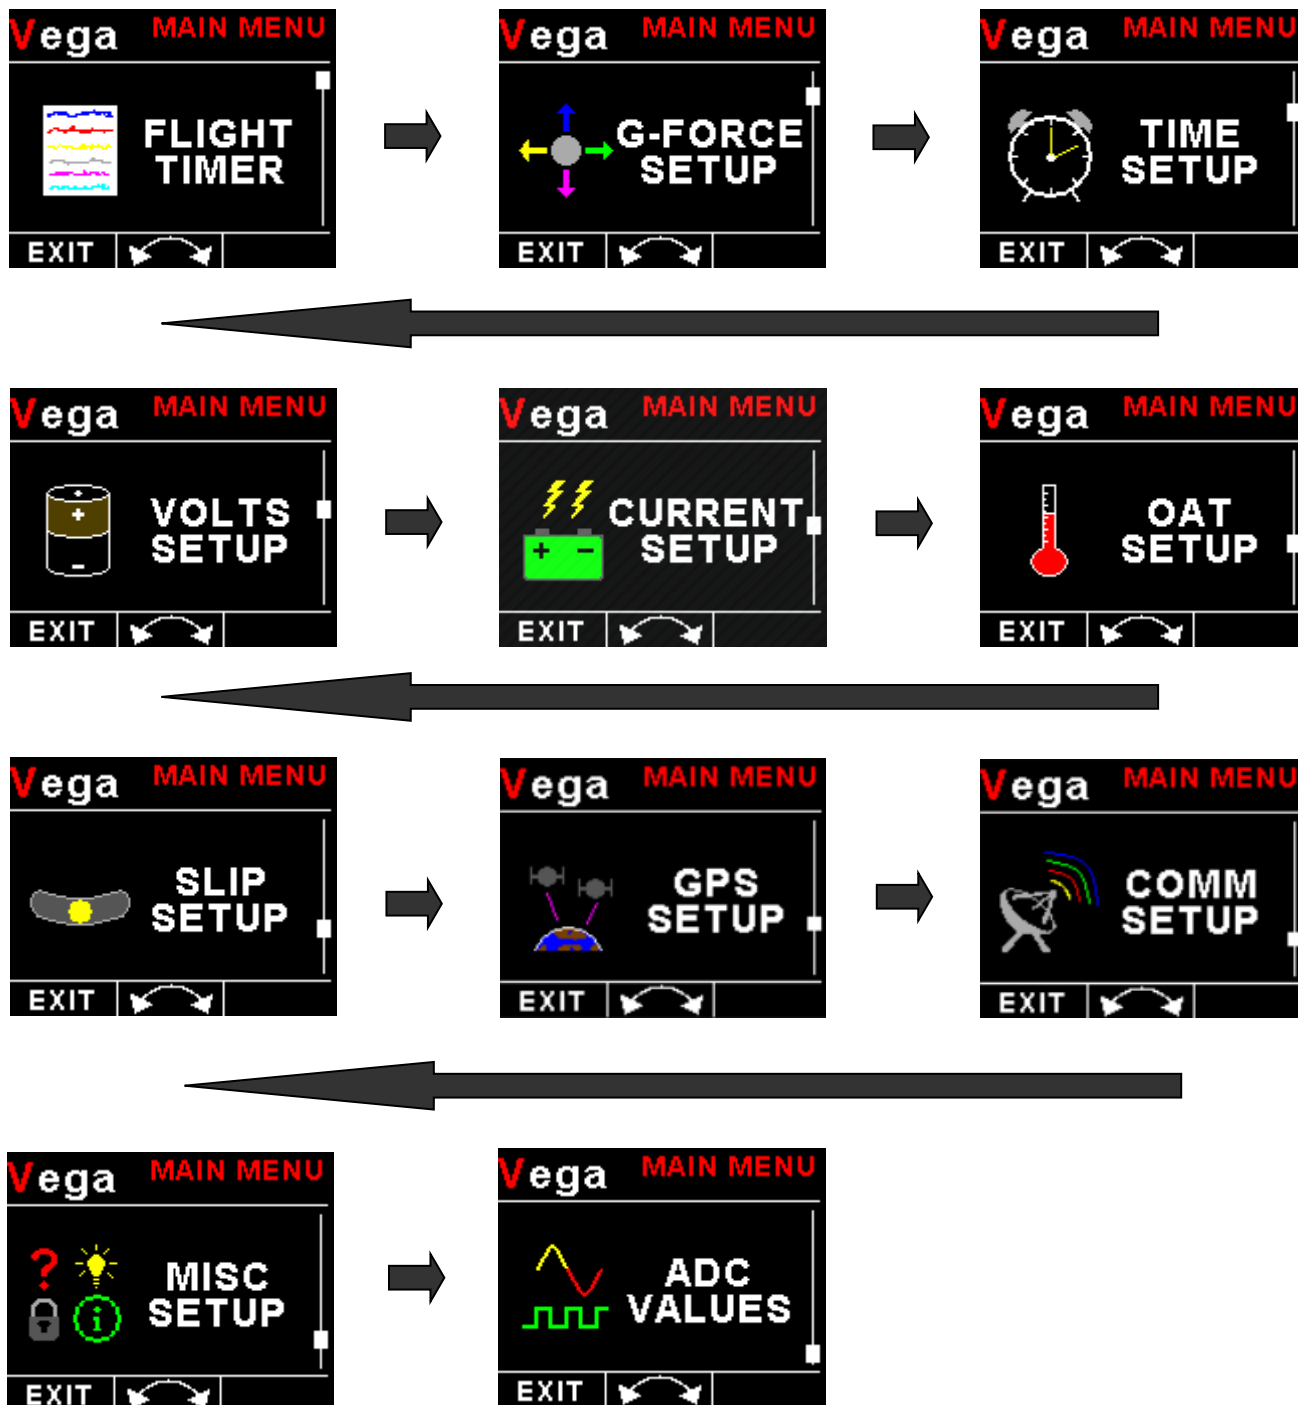 Vega MAIN MENU
FLIGHT
TIMER
EXIT
Vega MAIN MENU
G-FORCE
SETUP
EXIT
Vega MAIN MENU
TIME
SETUP
EXIT
Vega MAIN MENU
+
-
VOLTS
SETUP
EXIT
Vega MAIN MENU
+ -
CURRENT
SETUP
EXIT
Vega MAIN MENU
OAT
SETUP
EXIT
Vega MAIN MENU
SLIP
SETUP
EXIT
Vega MAIN MENU
GPS
SETUP
EXIT
Vega MAIN MENU
COMM
SETUP
EXIT
Vega MAIN MENU
?
i
MISC
SETUP
EXIT
Vega MAIN MENU
ADC
VALUES
EXIT